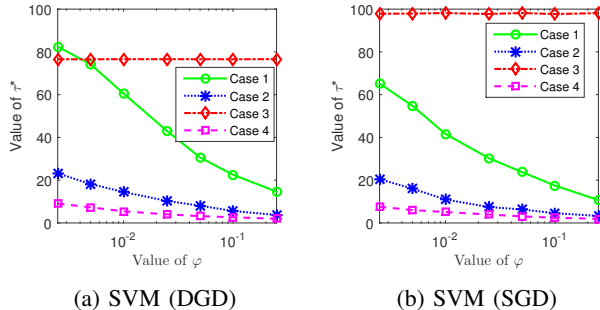 100
80
60
40
20
0
Value of τ*
Case 1
Case 2
Case 3
Case 4
10⁻²
10⁻¹
Value of φ
(a) SVM (DGD)
100
80
60
40
20
0
Value of τ*
Case 1
Case 2
Case 3
Case 4
10⁻²
10⁻¹
Value of φ
(b) SVM (SGD)